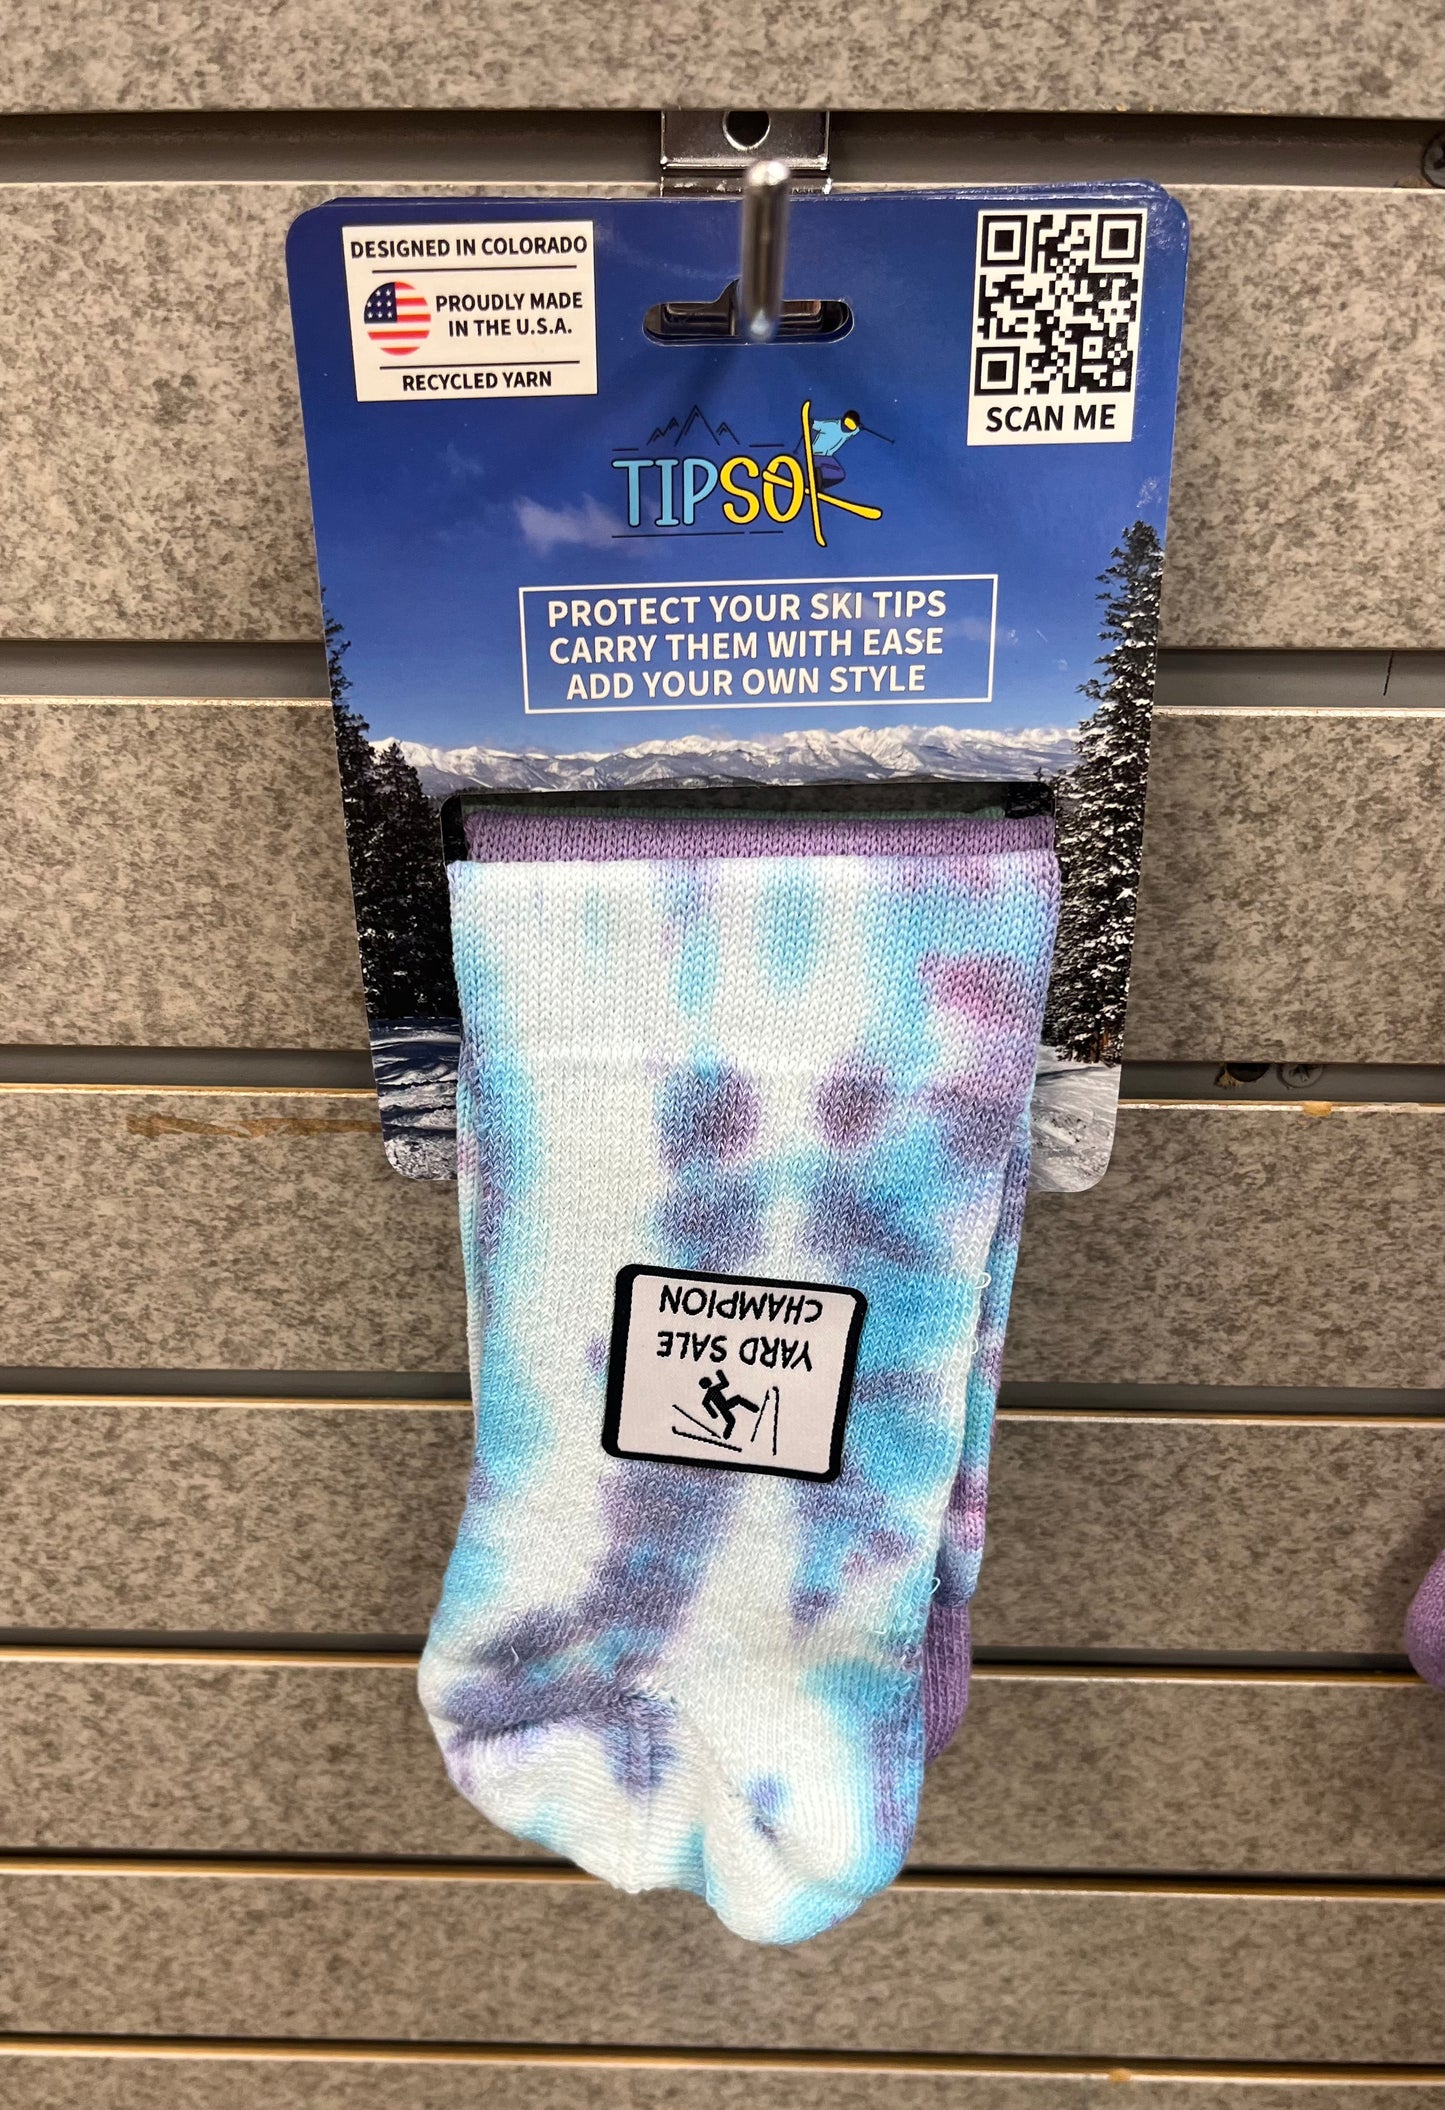 DESIGNED IN COLORADO
PROUDLY MADE
IN THE U.S.A.
RECYCLED YARN
SCAN ME
TIPSOK
PROTECT YOUR SKI TIPS
CARRY THEM WITH EASE
ADD YOUR OWN STYLE
YARD SALE
CHAMPION